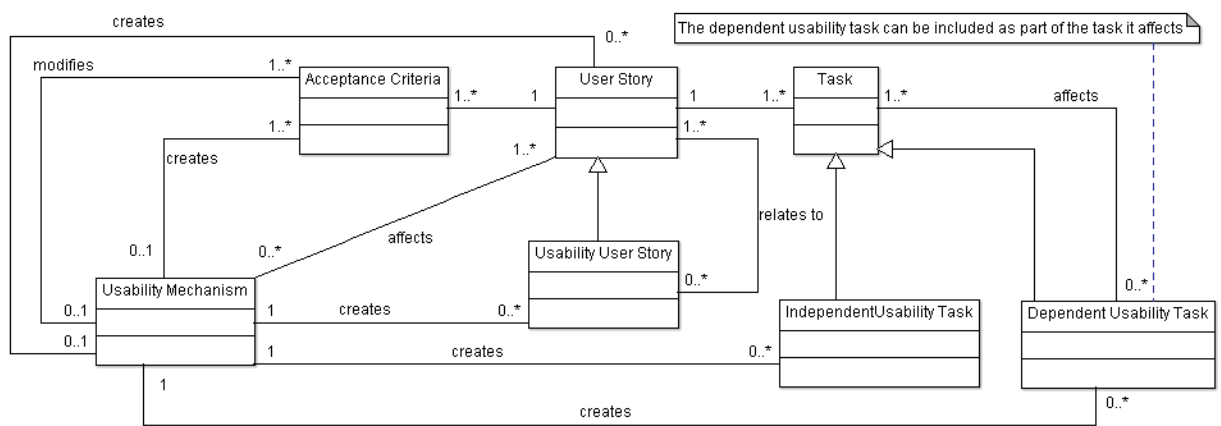 creates
0..*
The dependent usability task can be included as part of the task it affects
modifies
1..*
Acceptance Criteria
User Story
Task
1..*
1
1
1..*
1..*
affects
1..*
1..*
creates
1..*
relates to
affects
0..1
0..*
Usability User Story
0..*
0..*
Usability Mechanism
0..1
1
creates
0..*
IndependentUsability Task
Dependent Usability Task
0..1
1
creates
0..*
1
0..*
creates